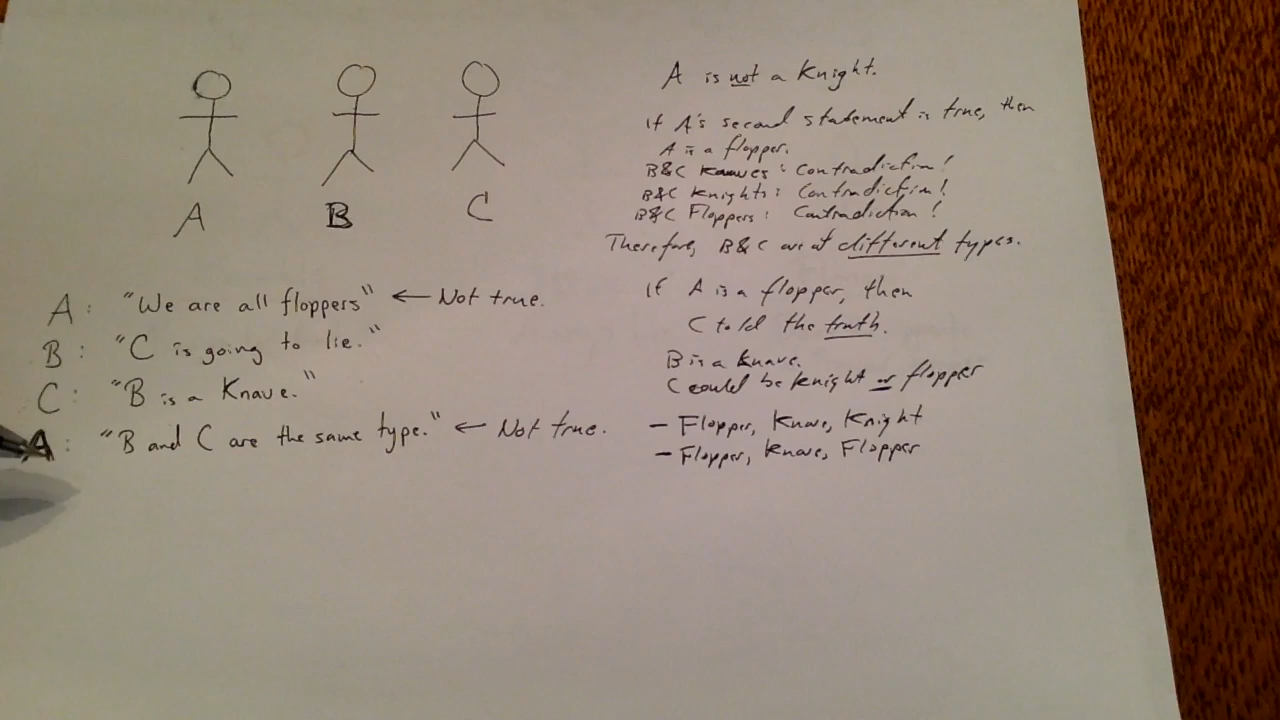 A B C
A: "We are all floppers" ← Not true.
B: "C is going to lie."
C: "B is a Knave."
A: "B and C are the same type." ← Not true.
A is not a Knight.
If A's second statement is true, then
A is a flopper.
B&C Knaves: Contradiction!
B&C Knights: Contradiction!
B&C Floppers: Contradiction!
Therefore, B&C are of different types.
If A is a flopper, then
C told the truth.
B is a Knave.
C could be knight or flopper
- Flopper, Knave, Knight
- Flopper, Knave, Flopper